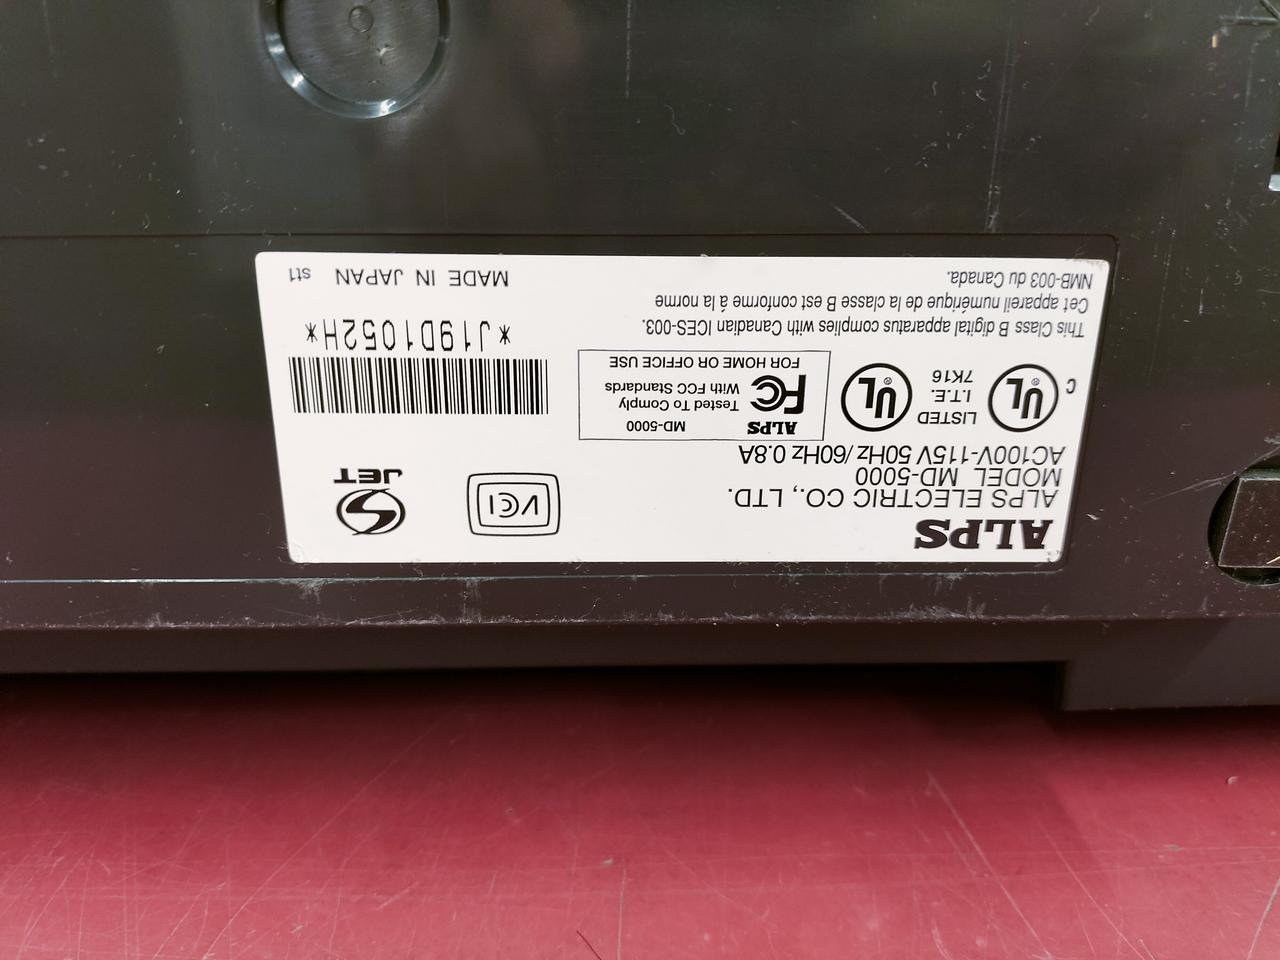 ALPS
ALPS ELECTRIC CO., LTD.
MODEL MD-5000
AC100V-115V 50Hz/60Hz 0.8A
VCI
JET
C UL ®
LISTED
I.T.E.
7K16
UL ®
ALPS MD-5000
FC Tested To Comply
With FCC Standards
FOR HOME OR OFFICE USE
*J19D1052H*
This Class B digital apparatus complies with Canadian ICES-003.
Cet appareil numérique de la classe B est conforme á la norme
NMB-003 du Canada.
MADE IN JAPAN st1